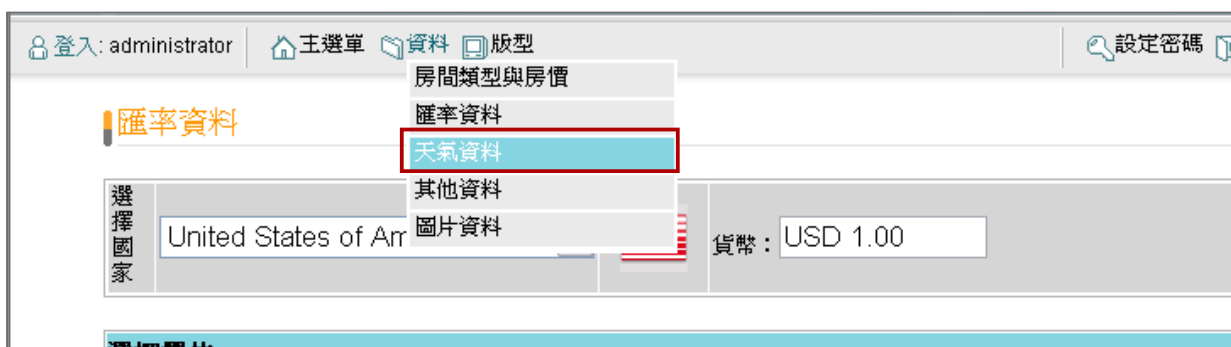 登入: administrator 主選單 資料 版型 設定密碼
房間類型與房價
匯率資料
天氣資料
其他資料
圖片資料
匯率資料
選擇國家
United States of Am
貨幣：
USD 1.00